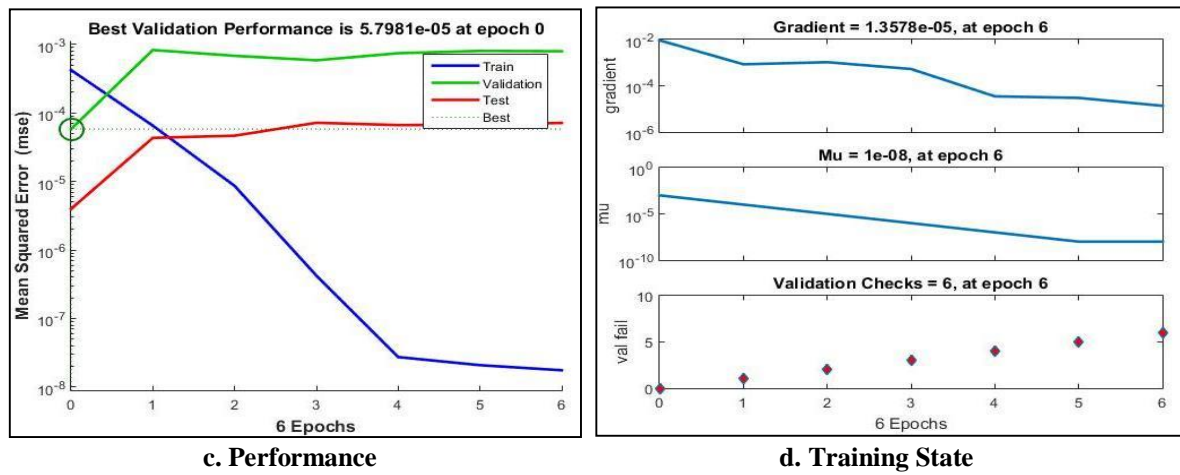 Best Validation Performance is 5.7981e-05 at epoch 0
Mean Squared Error (mse)
10-3
10-4
10-5
10-6
10-7
10-8
Train
Validation
Test
Best
0 1 2 3 4 5 6
6 Epochs
c. Performance
Gradient = 1.3578e-05, at epoch 6
gradient
10-2
10-4
10-6
Mu = 1e-08, at epoch 6
mu
100
10-5
10-10
Validation Checks = 6, at epoch 6
val fail
10
5
0
0 1 2 3 4 5 6
6 Epochs
d. Training State